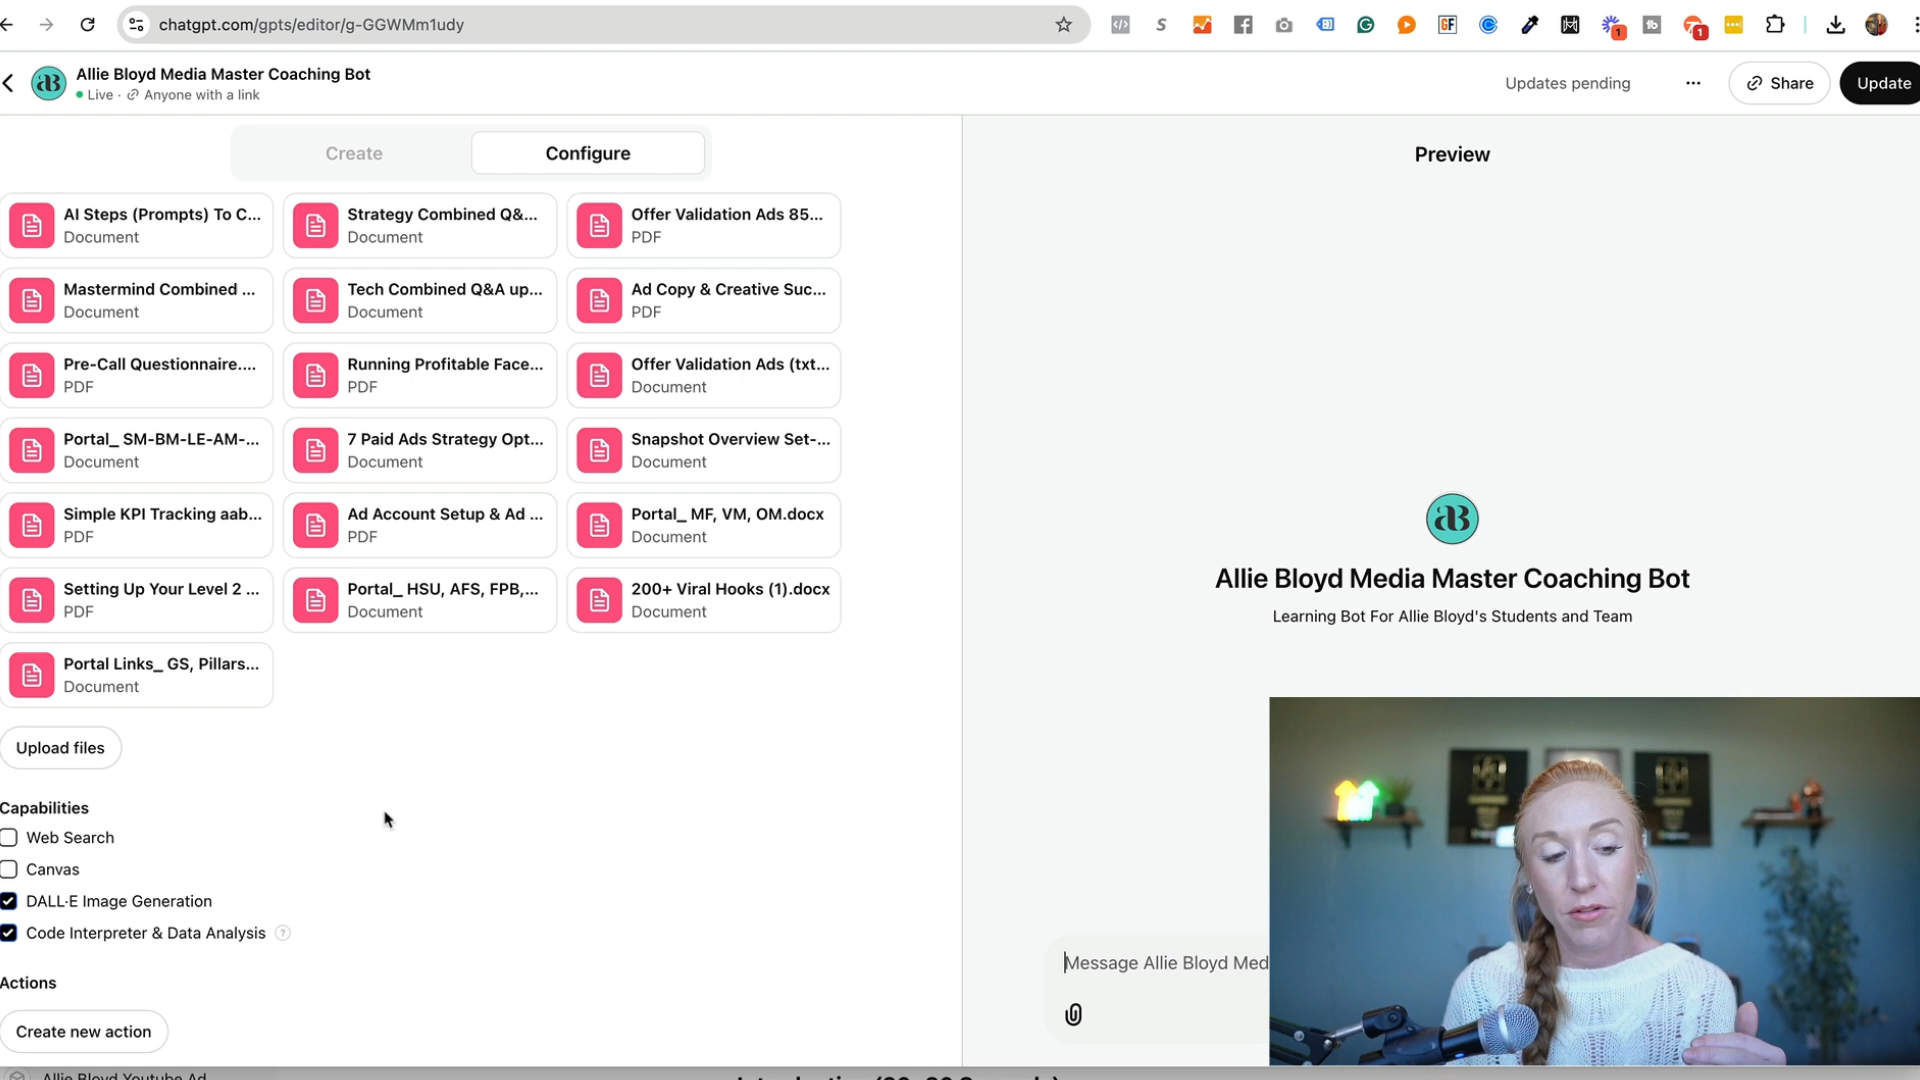 chatgpt.com/gpts/editor/g-GGWMm1udy
Allie Bloyd Media Master Coaching Bot
Live · Anyone with a link
Updates pending
Share
Update
Create
Configure
Preview
AI Steps (Prompts) To C...
Document
Strategy Combined Q&...
Document
Offer Validation Ads 85...
PDF
Mastermind Combined ...
Document
Tech Combined Q&A up...
Document
Ad Copy & Creative Suc...
PDF
Pre-Call Questionnaire....
PDF
Running Profitable Face...
PDF
Offer Validation Ads (txt...
Document
Portal_ SM-BM-LE-AM-...
Document
7 Paid Ads Strategy Opt...
Document
Snapshot Overview Set-...
Document
Simple KPI Tracking aab...
PDF
Ad Account Setup & Ad ...
PDF
Portal_ MF, VM, OM.docx
Document
Setting Up Your Level 2 ...
PDF
Portal_ HSU, AFS, FPB,...
Document
200+ Viral Hooks (1).docx
Document
Portal Links_ GS, Pillars...
Document
Upload files
Capabilities
Web Search
Canvas
DALL·E Image Generation
Code Interpreter & Data Analysis ?
Actions
Create new action
aB
Allie Bloyd Media Master Coaching Bot
Learning Bot For Allie Bloyd's Students and Team
Message Allie Bloyd Med
Allie Bloyd Youtube Ad